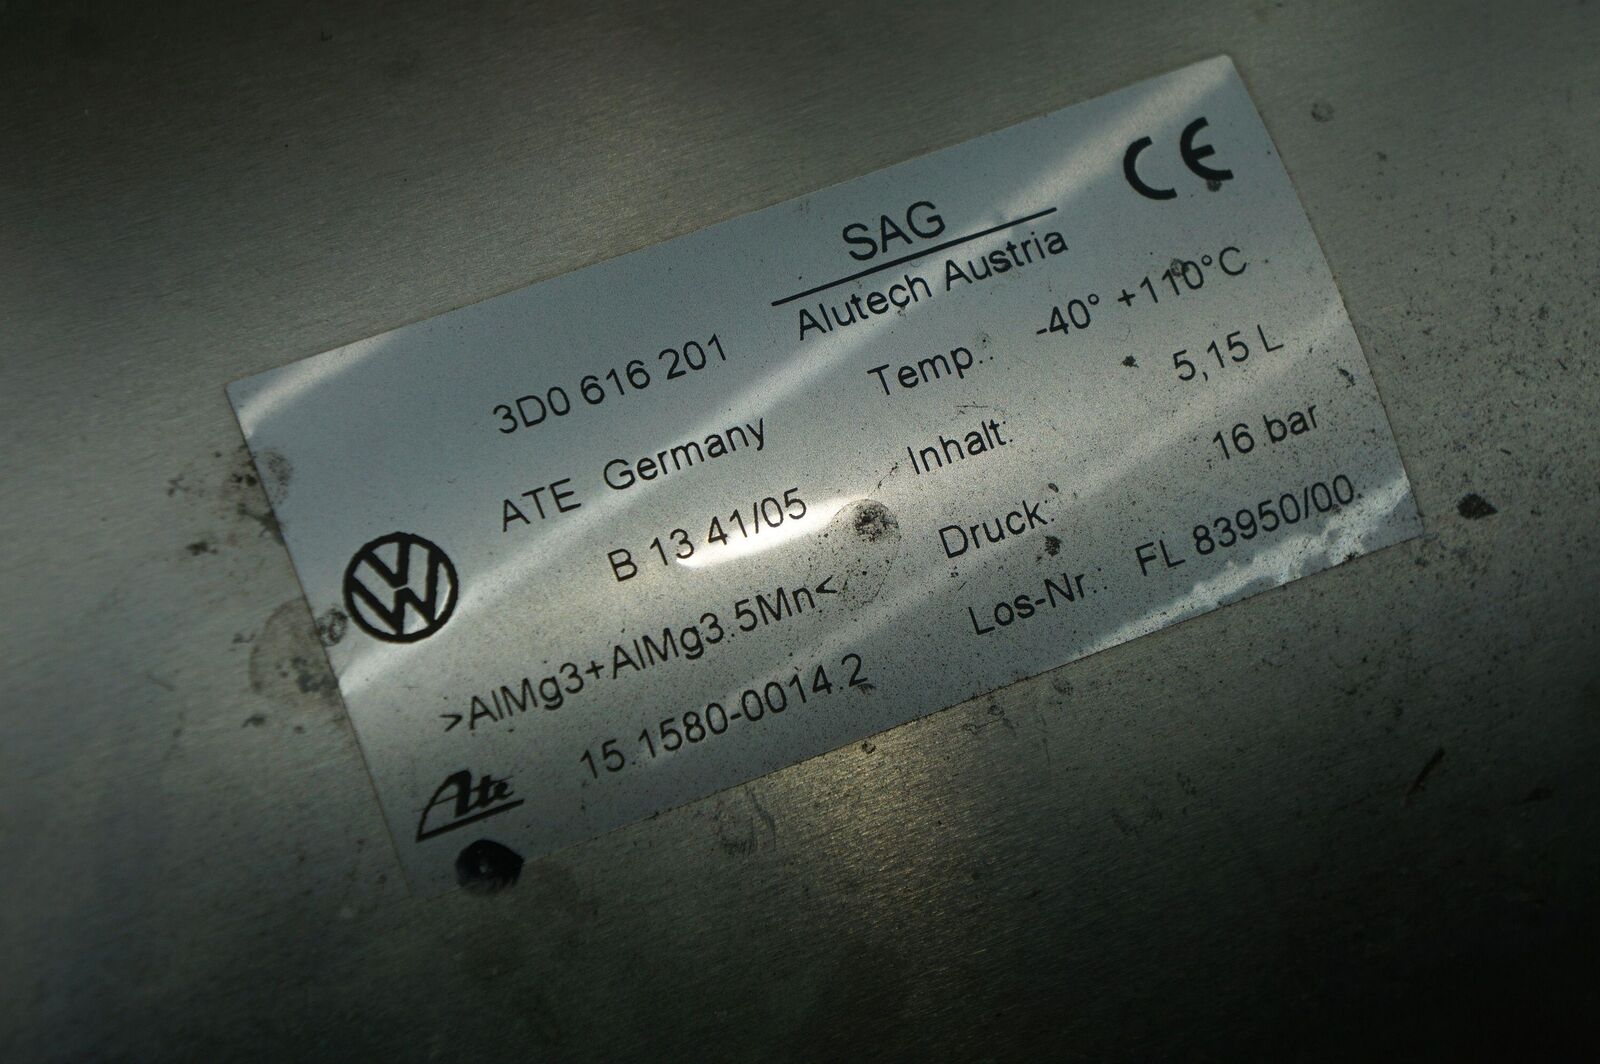 SAG
Alutech Austria
CE
3D0 616 201
Temp.: -40° +110°C
ATE Germany
Inhalt: 5,15 L
B 13 41/05
Druck: 16 bar
>AlMg3+AlMg3.5Mn<
Los-Nr.: FL 83950/00
15.1580-0014.2
VW
Ate